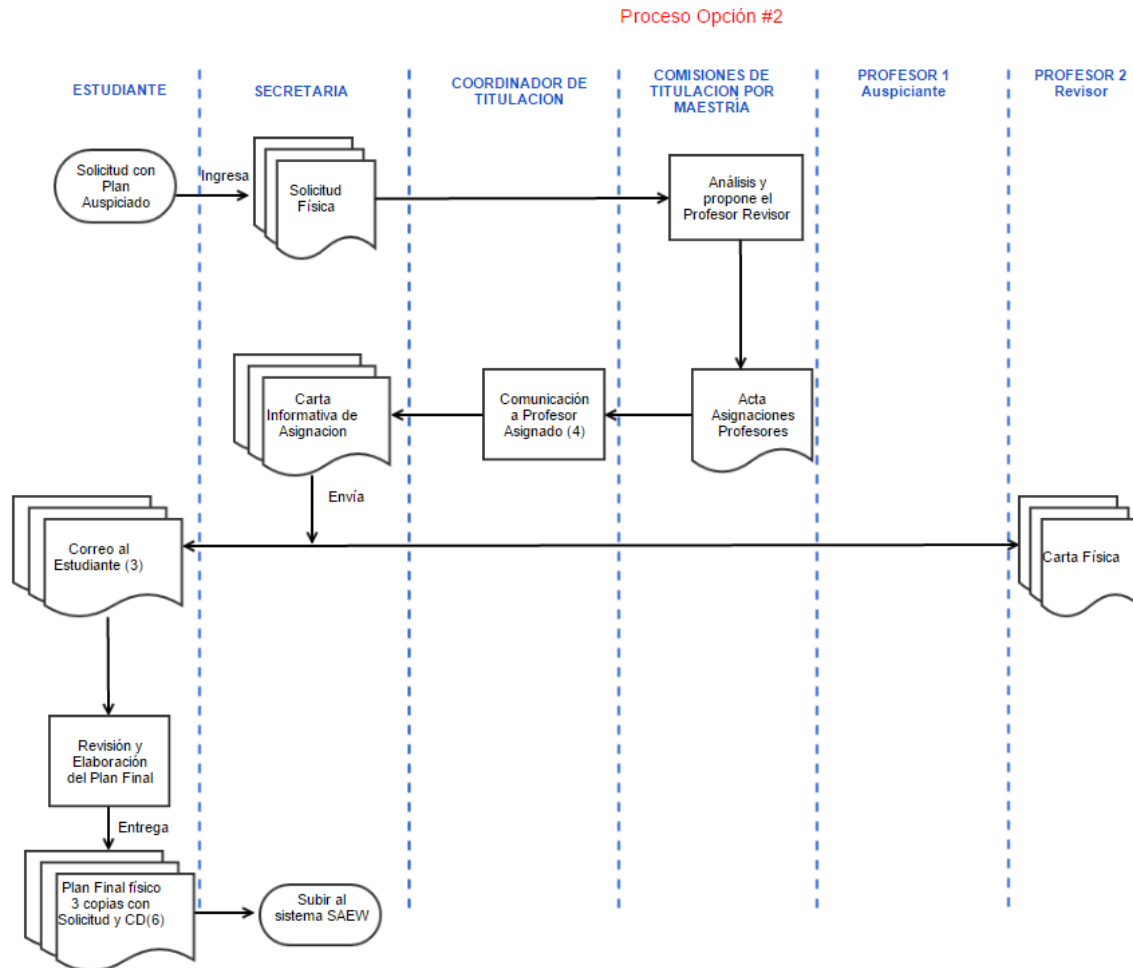 Proceso Opción #2
ESTUDIANTE
SECRETARIA
COORDINADOR DE
TITULACION
COMISIONES DE
TITULACION POR
MAESTRÍA
PROFESOR 1
Auspiciante
PROFESOR 2
Revisor
Solicitud con
Plan
Auspiciado
Ingresa
Solicitud
Física
Análisis y
propone el
Profesor Revisor
Carta
Informativa de
Asignacion
Comunicación
a Profesor
Asignado (4)
Acta
Asignaciones
Profesores
Envía
Correo al
Estudiante (3)
Carta Física
Revisión y
Elaboración
del Plan Final
Entrega
Plan Final físico
3 copias con
Solicitud y CD(6)
Subir al
sistema SAEW